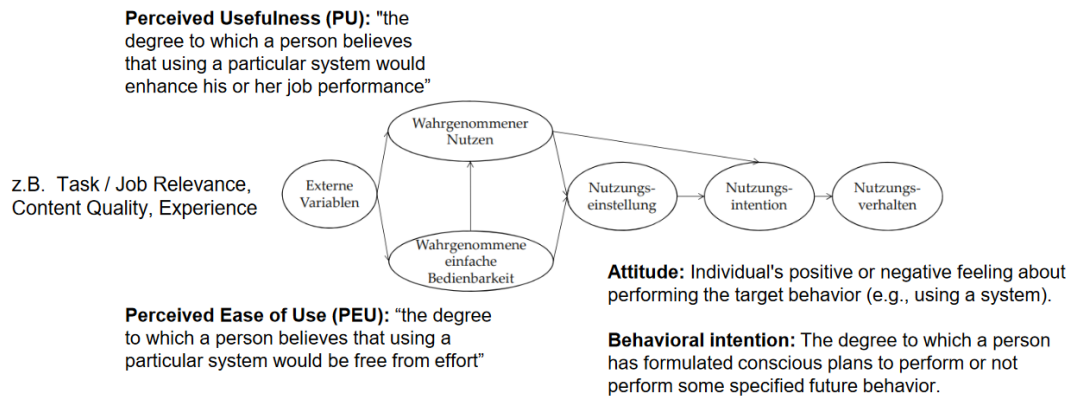 Perceived Usefulness (PU): "the
degree to which a person believes
that using a particular system would
enhance his or her job performance”
Wahrgenommener
Nutzen
z.B. Task / Job Relevance,
Content Quality, Experience
Externe
Variablen
Nutzungs-
einstellung
Nutzungs-
intention
Nutzungs-
verhalten
Wahrgenommene
einfache
Bedienbarkeit
Perceived Ease of Use (PEU): “the degree
to which a person believes that using a
particular system would be free from effort”
Attitude: Individual's positive or negative feeling about
performing the target behavior (e.g., using a system).
Behavioral intention: The degree to which a person
has formulated conscious plans to perform or not
perform some specified future behavior.